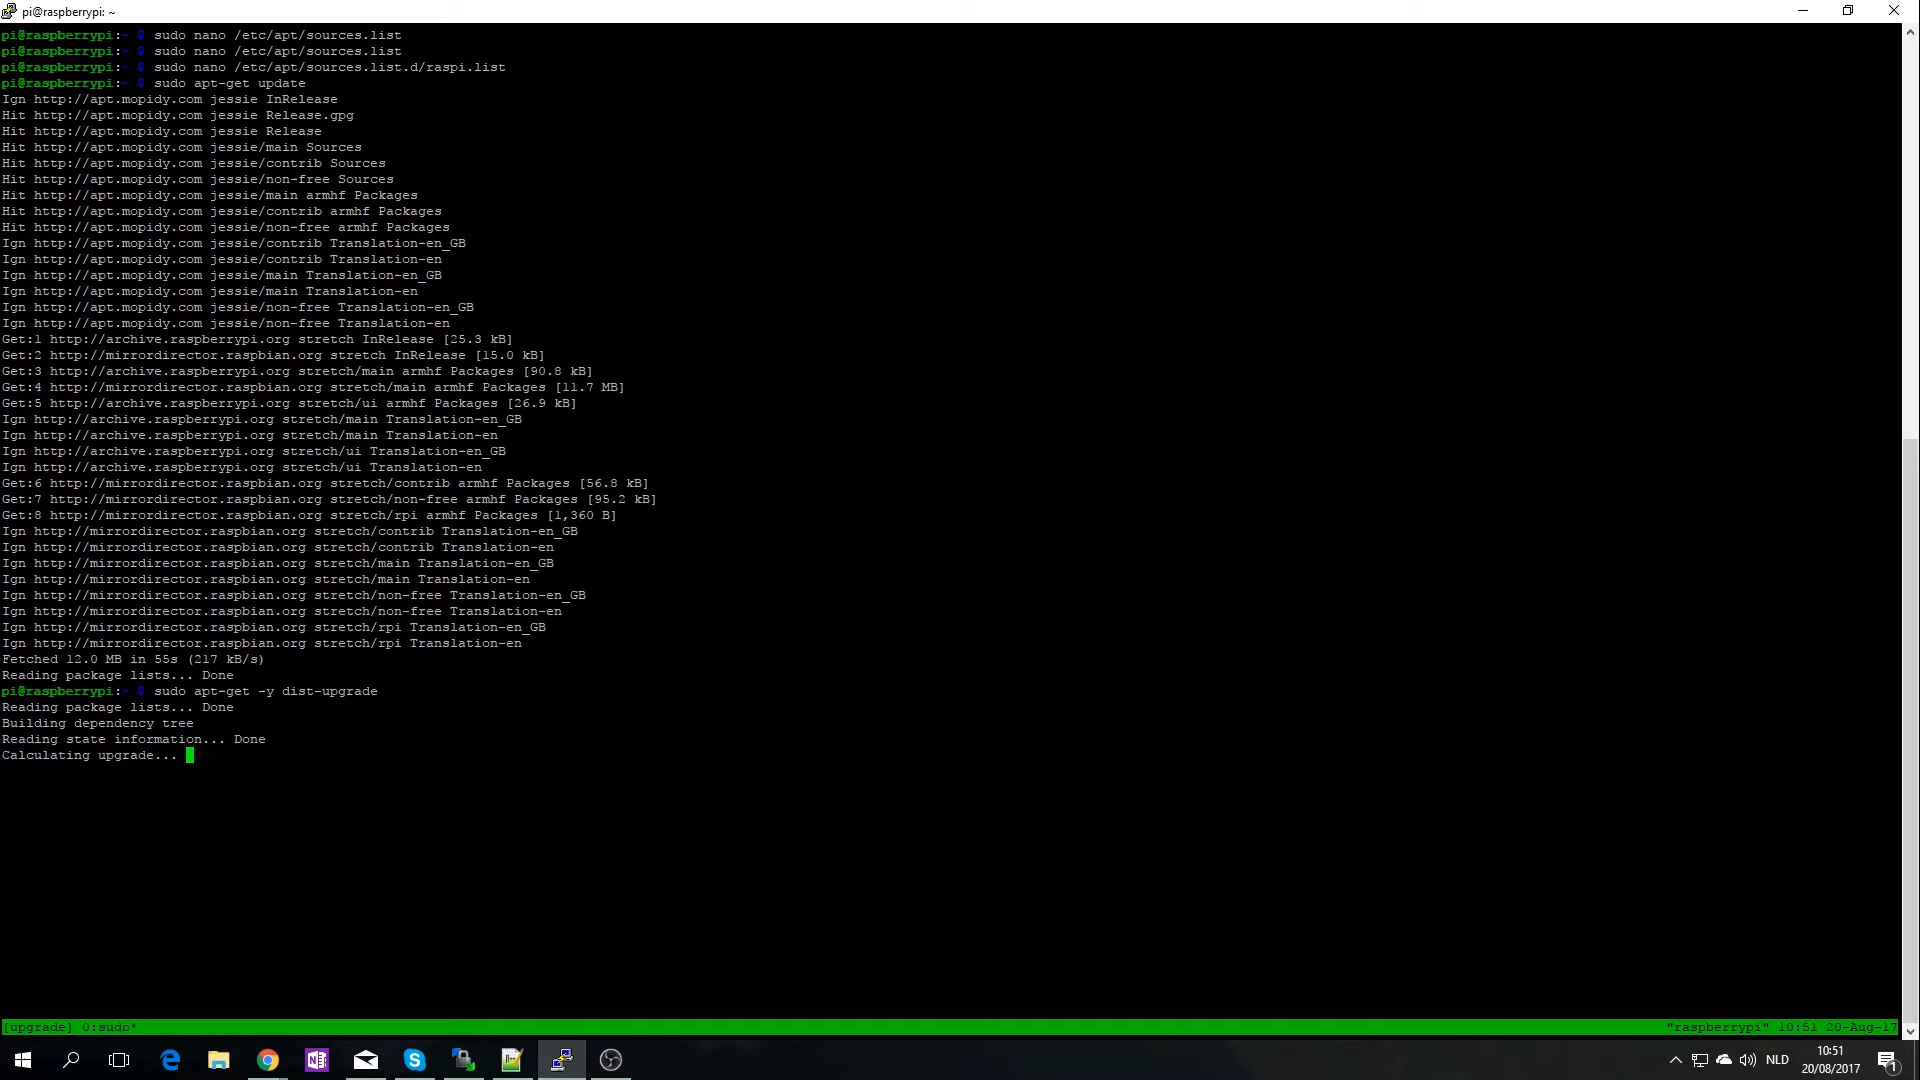 pi@raspberrypi: ~
pi@raspberrypi:~ $ sudo nano /etc/apt/sources.list
pi@raspberrypi:~ $ sudo nano /etc/apt/sources.list
pi@raspberrypi:~ $ sudo nano /etc/apt/sources.list.d/raspi.list
pi@raspberrypi:~ $ sudo apt-get update
Ign http://apt.mopidy.com jessie InRelease
Hit http://apt.mopidy.com jessie Release.gpg
Hit http://apt.mopidy.com jessie Release
Hit http://apt.mopidy.com jessie/main Sources
Hit http://apt.mopidy.com jessie/contrib Sources
Hit http://apt.mopidy.com jessie/non-free Sources
Hit http://apt.mopidy.com jessie/main armhf Packages
Hit http://apt.mopidy.com jessie/contrib armhf Packages
Hit http://apt.mopidy.com jessie/non-free armhf Packages
Ign http://apt.mopidy.com jessie/contrib Translation-en_GB
Ign http://apt.mopidy.com jessie/contrib Translation-en
Ign http://apt.mopidy.com jessie/main Translation-en_GB
Ign http://apt.mopidy.com jessie/main Translation-en
Ign http://apt.mopidy.com jessie/non-free Translation-en_GB
Ign http://apt.mopidy.com jessie/non-free Translation-en
Get:1 http://archive.raspberrypi.org stretch InRelease [25.3 kB]
Get:2 http://mirrordirector.raspbian.org stretch InRelease [15.0 kB]
Get:3 http://archive.raspberrypi.org stretch/main armhf Packages [90.8 kB]
Get:4 http://mirrordirector.raspbian.org stretch/main armhf Packages [11.7 MB]
Get:5 http://archive.raspberrypi.org stretch/ui armhf Packages [26.9 kB]
Ign http://archive.raspberrypi.org stretch/main Translation-en_GB
Ign http://archive.raspberrypi.org stretch/main Translation-en
Ign http://archive.raspberrypi.org stretch/ui Translation-en_GB
Ign http://archive.raspberrypi.org stretch/ui Translation-en
Get:6 http://mirrordirector.raspbian.org stretch/contrib armhf Packages [56.8 kB]
Get:7 http://mirrordirector.raspbian.org stretch/non-free armhf Packages [95.2 kB]
Get:8 http://mirrordirector.raspbian.org stretch/rpi armhf Packages [1,360 B]
Ign http://mirrordirector.raspbian.org stretch/contrib Translation-en_GB
Ign http://mirrordirector.raspbian.org stretch/contrib Translation-en
Ign http://mirrordirector.raspbian.org stretch/main Translation-en_GB
Ign http://mirrordirector.raspbian.org stretch/main Translation-en
Ign http://mirrordirector.raspbian.org stretch/non-free Translation-en_GB
Ign http://mirrordirector.raspbian.org stretch/non-free Translation-en
Ign http://mirrordirector.raspbian.org stretch/rpi Translation-en_GB
Ign http://mirrordirector.raspbian.org stretch/rpi Translation-en
Fetched 12.0 MB in 55s (217 kB/s)
Reading package lists... Done
pi@raspberrypi:~ $ sudo apt-get -y dist-upgrade
Reading package lists... Done
Building dependency tree
Reading state information... Done
Calculating upgrade...
[upgrade] 0:sudo* "raspberrypi" 10:51 20-Aug-17
NLD
10:51
20/08/2017
1